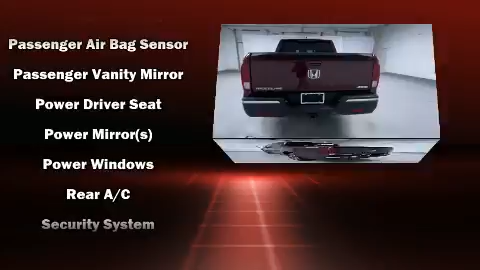 Passenger Air Bag Sensor
Passenger Vanity Mirror
Power Driver Seat
Power Mirror(s)
Power Windows
Rear A/C
Security System